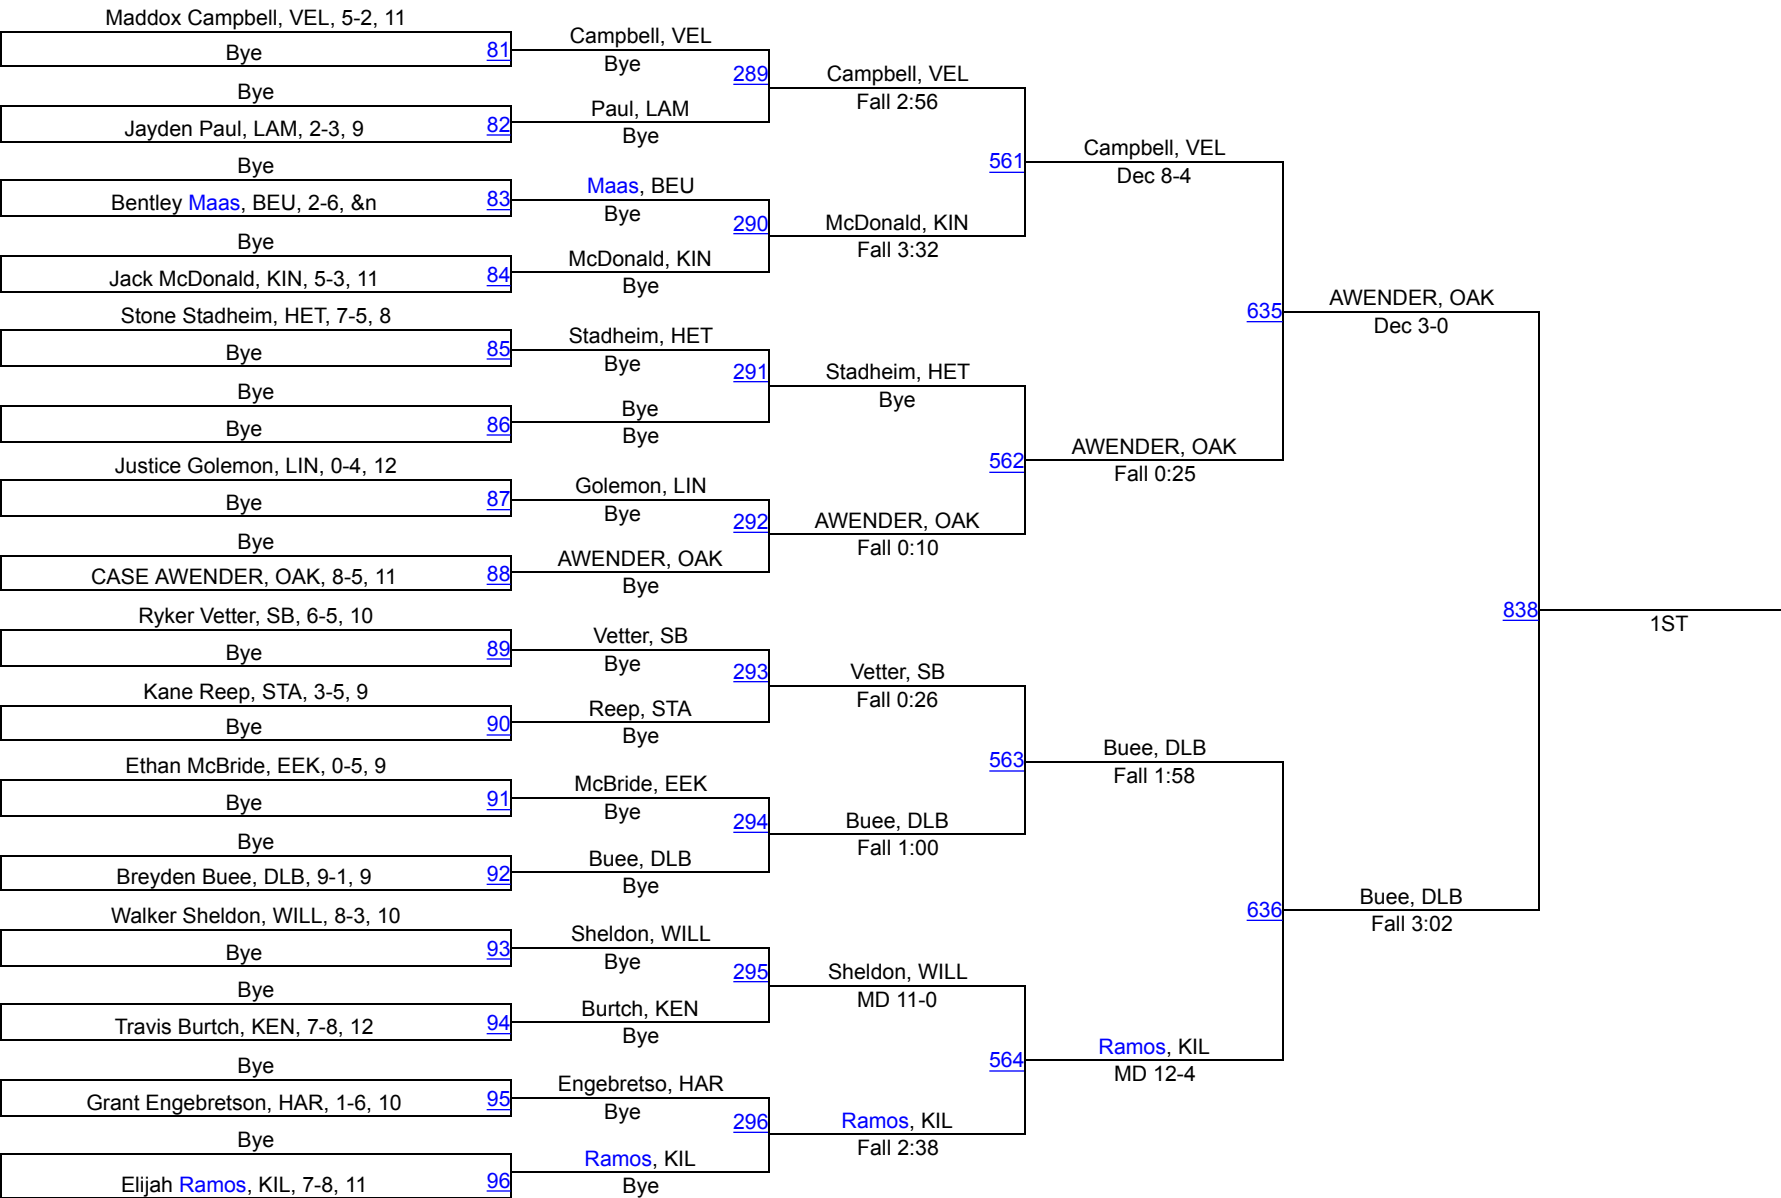 Maddox Campbell, VEL, 5-2, 11
Bye
81
Bye
Jayden Paul, LAM, 2-3, 9
82
Bye
Bentley Maas, BEU, 2-6, &n
83
Bye
Jack McDonald, KIN, 5-3, 11
84
Stone Stadheim, HET, 7-5, 8
Bye
85
Bye
Bye
86
Justice Golemon, LIN, 0-4, 12
Bye
87
Bye
CASE AWENDER, OAK, 8-5, 11
88
Ryker Vetter, SB, 6-5, 10
Bye
89
Kane Reep, STA, 3-5, 9
Bye
90
Ethan McBride, EEK, 0-5, 9
Bye
91
Bye
Breyden Buee, DLB, 9-1, 9
92
Walker Sheldon, WILL, 8-3, 10
Bye
93
Bye
Travis Burtch, KEN, 7-8, 12
94
Bye
Grant Engebretson, HAR, 1-6, 10
95
Bye
Elijah Ramos, KIL, 7-8, 11
96
Campbell, VEL
Bye
289
Paul, LAM
Bye
Maas, BEU
Bye
290
McDonald, KIN
Bye
Stadheim, HET
Bye
291
Bye
Bye
Golemon, LIN
Bye
292
AWENDER, OAK
Bye
Vetter, SB
Bye
293
Reep, STA
Bye
McBride, EEK
Bye
294
Buee, DLB
Bye
Sheldon, WILL
Bye
295
Burtch, KEN
Bye
Engebretso, HAR
Bye
296
Ramos, KIL
Bye
Campbell, VEL
Fall 2:56
561
McDonald, KIN
Fall 3:32
Stadheim, HET
Bye
562
AWENDER, OAK
Fall 0:10
Vetter, SB
Fall 0:26
563
Buee, DLB
Fall 1:00
Sheldon, WILL
MD 11-0
564
Ramos, KIL
Fall 2:38
Campbell, VEL
Dec 8-4
635
AWENDER, OAK
Fall 0:25
Buee, DLB
Fall 1:58
636
Ramos, KIL
MD 12-4
AWENDER, OAK
Dec 3-0
838
Buee, DLB
Fall 3:02
1ST